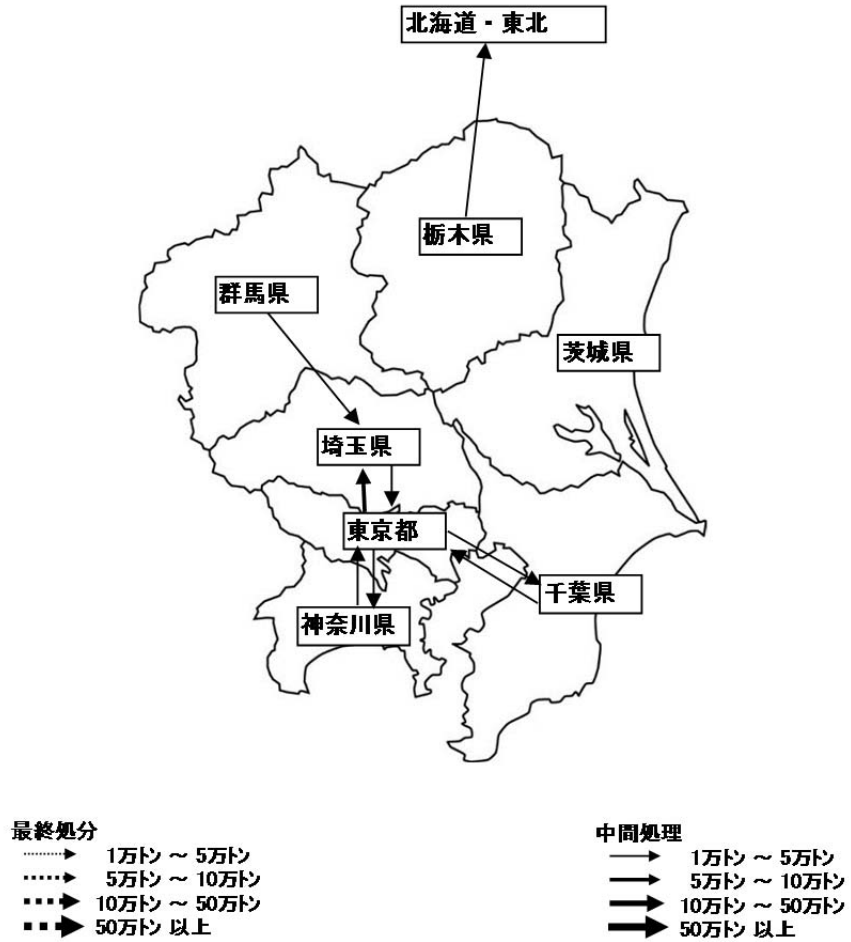 北海道・東北
栃木県
群馬県
茨城県
埼玉県
東京都
千葉県
神奈川県
最終処分
1万トン ～ 5万トン
5万トン ～ 10万トン
10万トン ～ 50万トン
50万トン 以上
中間処理
1万トン ～ 5万トン
5万トン ～ 10万トン
10万トン ～ 50万トン
50万トン 以上